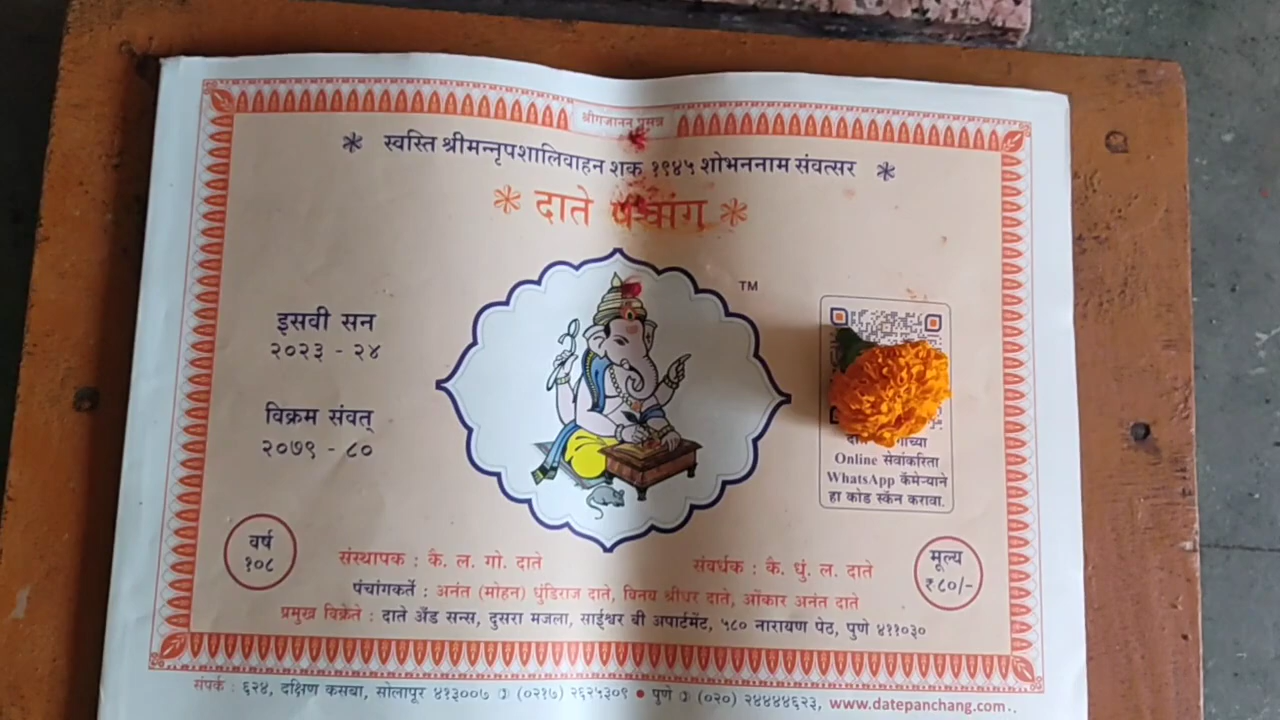 श्रीगजानन प्रसन्न
स्वस्ति श्रीमन्नृपशालिवाहन शक १९४५ शोभननाम संवत्सर
दाते पंचांग
TM
इसवी सन
२०२३ - २४
विक्रम संवत्
२०७९ - ८०
Online सेवांकरिता
WhatsApp कॅमेऱ्याने
हा कोड स्कॅन करावा.
वर्ष
१०८
मूल्य
₹ ८०/-
संस्थापक : कै. ल. गो. दाते
संवर्धक : कै. धुं. ल. दाते
पंचांगकर्ते : अनंत (मोहन) धुंडिराज दाते, विनय श्रीधर दाते, ओंकार अनंत दाते
प्रमुख विक्रेते : दाते अँड सन्स, दुसरा मजला, साईश्वर बी अपार्टमेंट, ५८० नारायण पेठ, पुणे ४११०३०
संपर्क : ६२४, दक्षिण कसबा, सोलापूर ४१३००७ (०२१७) २६२५३०९ • पुणे (०२०) २४४४४६२३, www.datepanchang.com.